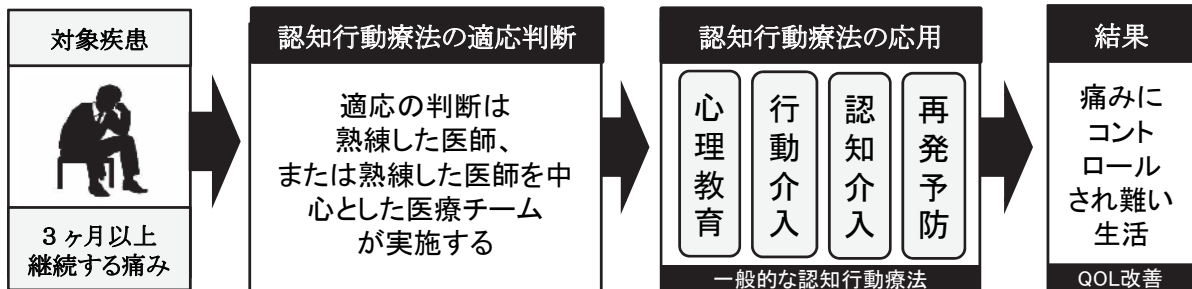 対象疾患
3ヶ月以上
継続する痛み
認知行動療法の適応判断
適応の判断は
熟練した医師、
または熟練した医師を中
心とした医療チーム
が実施する
認知行動療法の応用
心理教育
行動介入
認知介入
再発予防
一般的な認知行動療法
結果
痛みに
コント
ロール
され難い
生活
QOL改善